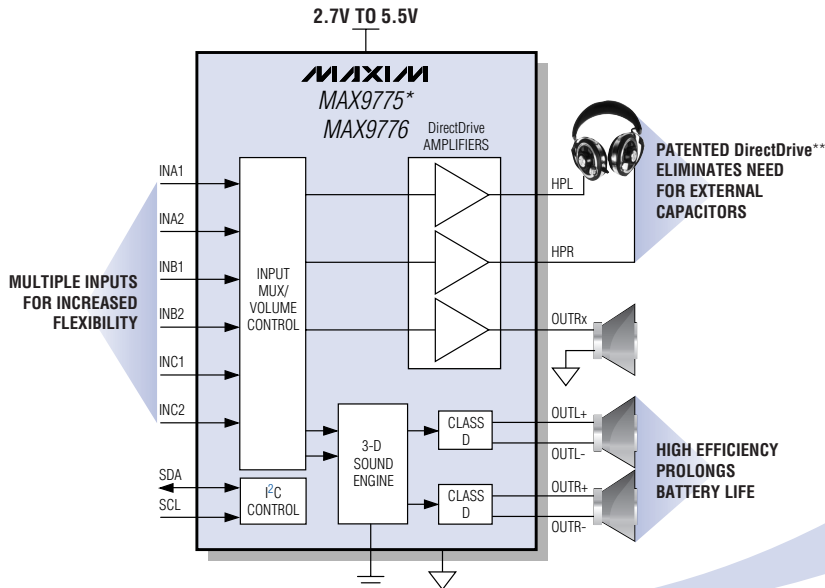 2.7V TO 5.5V
MAXIM
MAX9775*
MAX9776
DirectDrive
AMPLIFIERS
INA1
INA2
INB1
INB2
INC1
INC2
SDA
SCL
MULTIPLE INPUTS
FOR INCREASED
FLEXIBILITY
INPUT
MUX/
VOLUME
CONTROL
I²C
CONTROL
3-D
SOUND
ENGINE
CLASS
D
CLASS
D
HPL
HPR
OUTRx
OUTL+
OUTL-
OUTR+
OUTR-
PATENTED DirectDrive**
ELIMINATES NEED
FOR EXTERNAL
CAPACITORS
HIGH EFFICIENCY
PROLONGS
BATTERY LIFE